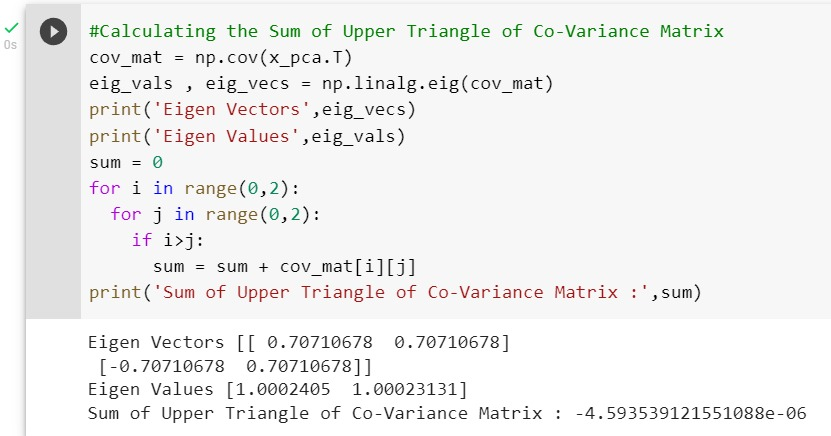 #Calculating the Sum of Upper Triangle of Co-Variance Matrix
cov_mat = np.cov(x_pca.T)
eig_vals , eig_vecs = np.linalg.eig(cov_mat)
print('Eigen Vectors',eig_vecs)
print('Eigen Values',eig_vals)
sum = 0
for i in range(0,2):
  for j in range(0,2):
    if i>j:
      sum = sum + cov_mat[i][j]
print('Sum of Upper Triangle of Co-Variance Matrix :',sum)
0s
Eigen Vectors [[ 0.70710678  0.70710678]
 [-0.70710678  0.70710678]]
Eigen Values [1.0002405  1.00023131]
Sum of Upper Triangle of Co-Variance Matrix : -4.593539121551088e-06